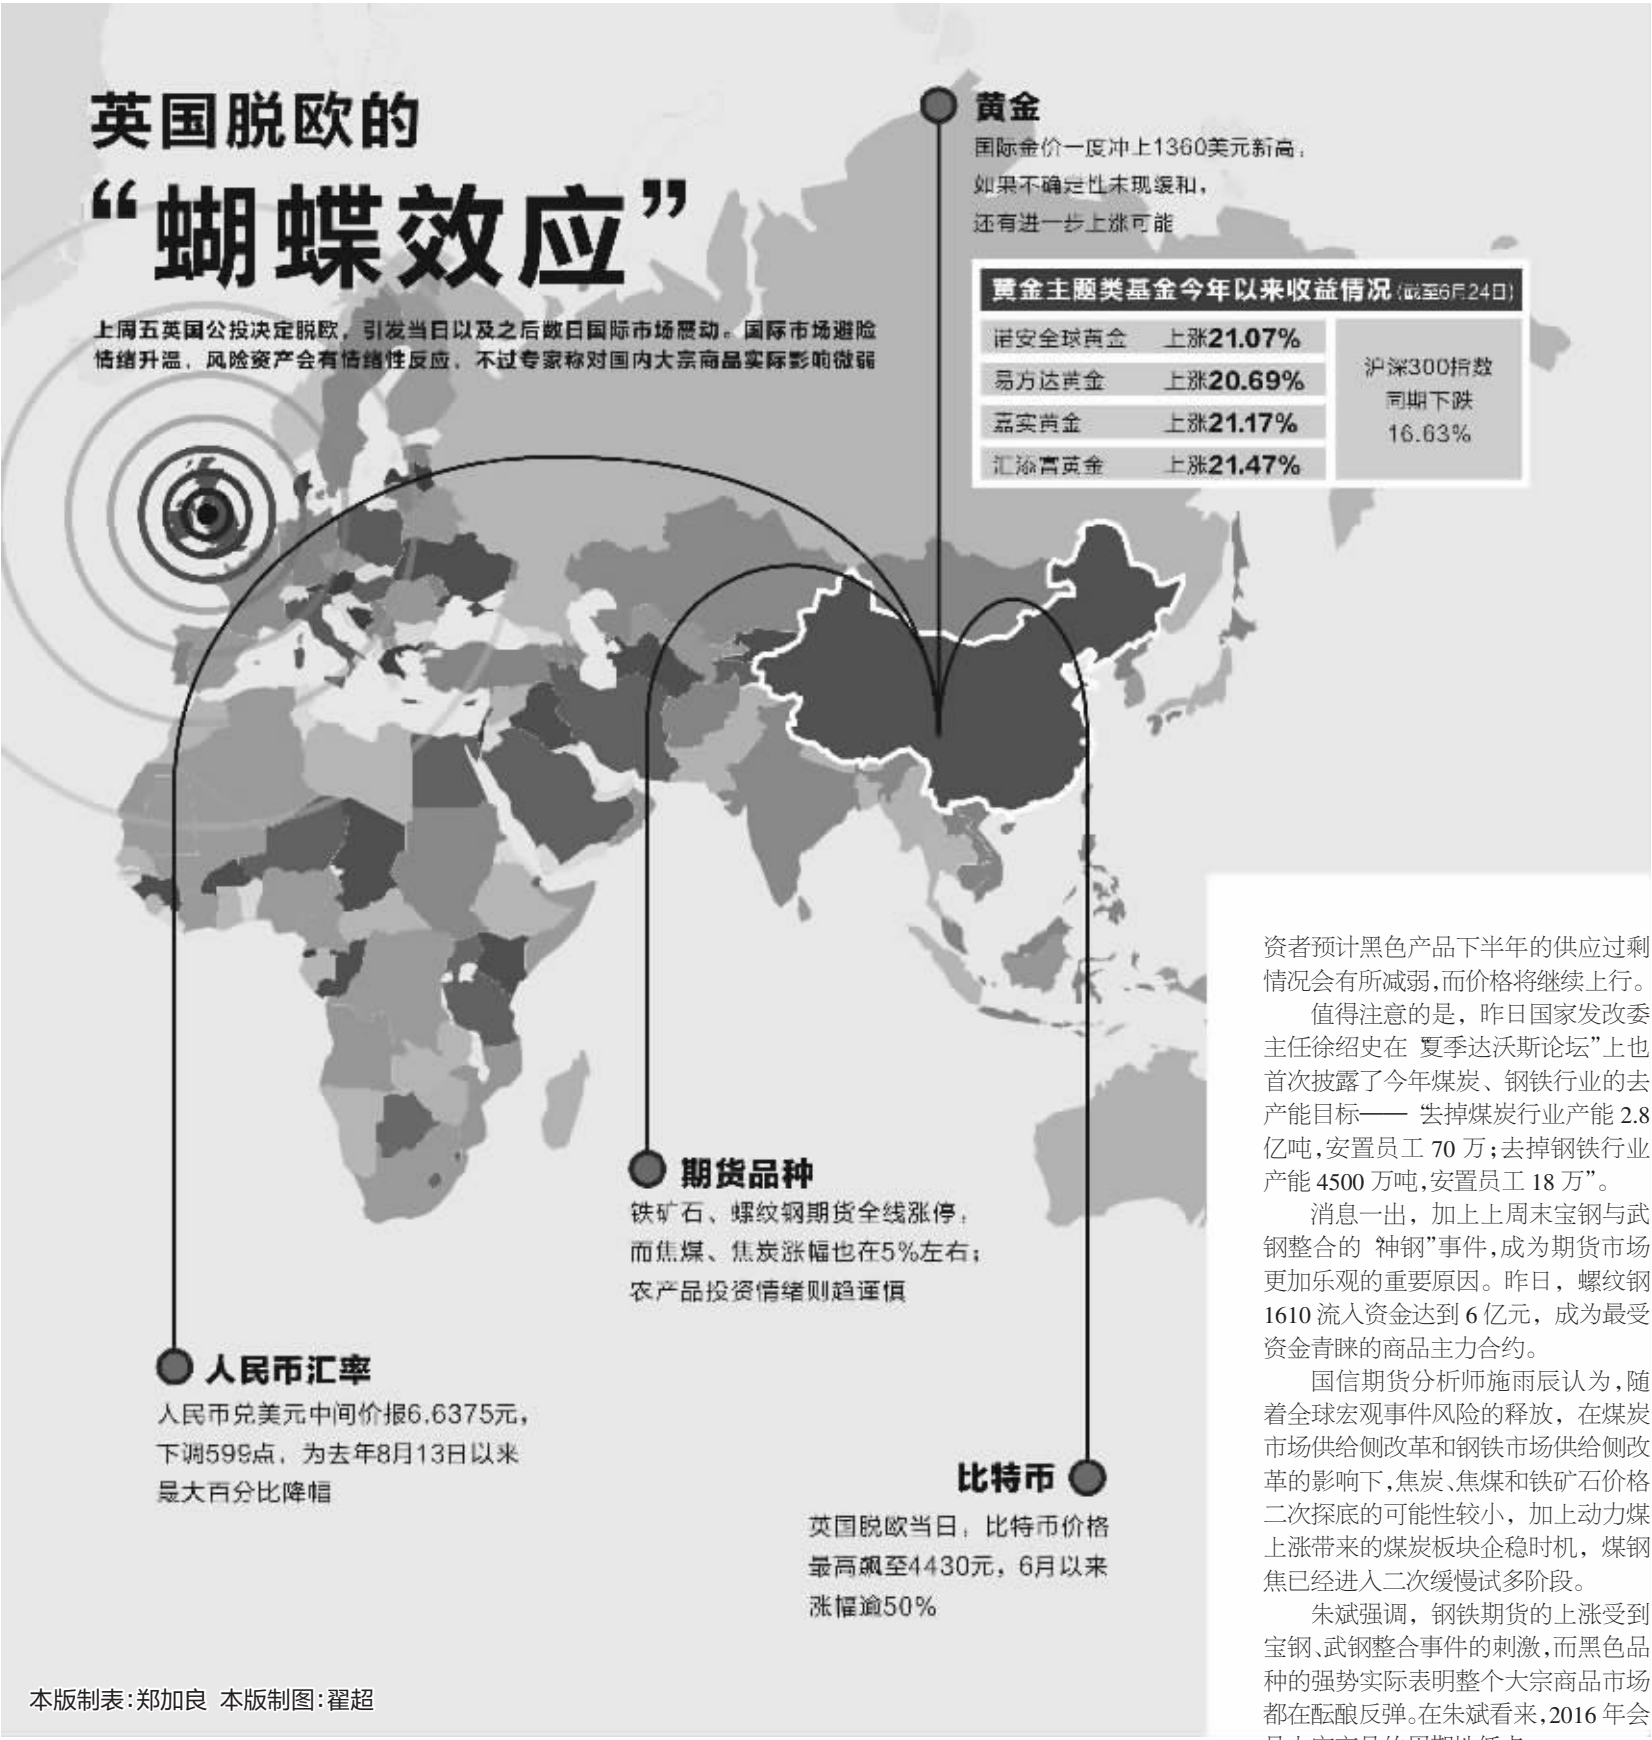 英国脱欧的
“蝴蝶效应”
上周五英国公投决定脱欧，引发当日以及之后数日国际市场震动。国际市场避险
情绪升温，风险资产会有情绪性反应，不过专家称对国内大宗商品实际影响微弱
黄金
国际金价一度冲上1360美元新高，
如果不确定性未现缓和，
还有进一步上涨可能
黄金主题类基金今年以来收益情况(截至6月24日)
诺安全球黄金 上涨21.07%
易方达黄金 上涨20.69%
嘉实黄金 上涨21.17%
汇添富黄金 上涨21.47%
沪深300指数
同期下跌
16.63%
期货品种
铁矿石、螺纹钢期货全线涨停，
而焦煤、焦炭涨幅也在5%左右；
农产品投资情绪则趋谨慎
人民币汇率
人民币兑美元中间价报6.6375元，
下调599点，为去年8月13日以来
最大百分比降幅
比特币
英国脱欧当日，比特币价格
最高飙至4430元，6月以来
涨幅逾50%
本版制表:郑加良 本版制图:翟超
资者预计黑色产品下半年的供应过剩
情况会有所减弱,而价格将继续上行。
值得注意的是，昨日国家发改委
主任徐绍史在“夏季达沃斯论坛”上也
首次披露了今年煤炭、钢铁行业的去
产能目标——“去掉煤炭行业产能 2.8
亿吨,安置员工 70 万;去掉钢铁行业
产能 4500 万吨,安置员工 18 万”。
消息一出，加上上周末宝钢与武
钢整合的“神钢”事件,成为期货市场
更加乐观的重要原因。昨日，螺纹钢
1610 流入资金达到 6 亿元，成为最受
资金青睐的商品主力合约。
国信期货分析师施雨辰认为,随
着全球宏观事件风险的释放，在煤炭
市场供给侧改革和钢铁市场供给侧改
革的影响下,焦炭、焦煤和铁矿石价格
二次探底的可能性较小，加上动力煤
上涨带来的煤炭板块企稳时机，煤钢
焦已经进入二次缓慢试多阶段。
朱斌强调，钢铁期货的上涨受到
宝钢、武钢整合事件的刺激,而黑色品
种的强势实际表明整个大宗商品市场
都在酝酿反弹。在朱斌看来,2016 年会